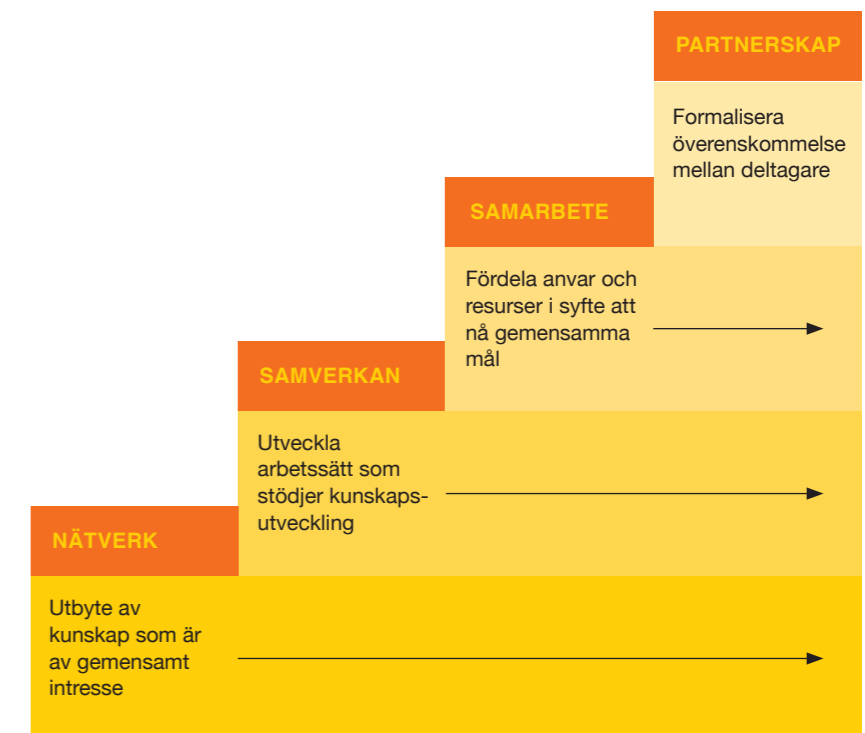 PARTNERSKAP
Formalisera
överenskommelse
mellan deltagare
SAMARBETE
Fördela anvar och
resurser i syfte att
nå gemensamma
mål
SAMVERKAN
Utveckla
arbetssätt som
stödjer kunskaps-
utveckling
NÄTVERK
Utbyte av
kunskap som är
av gemensamt
intresse